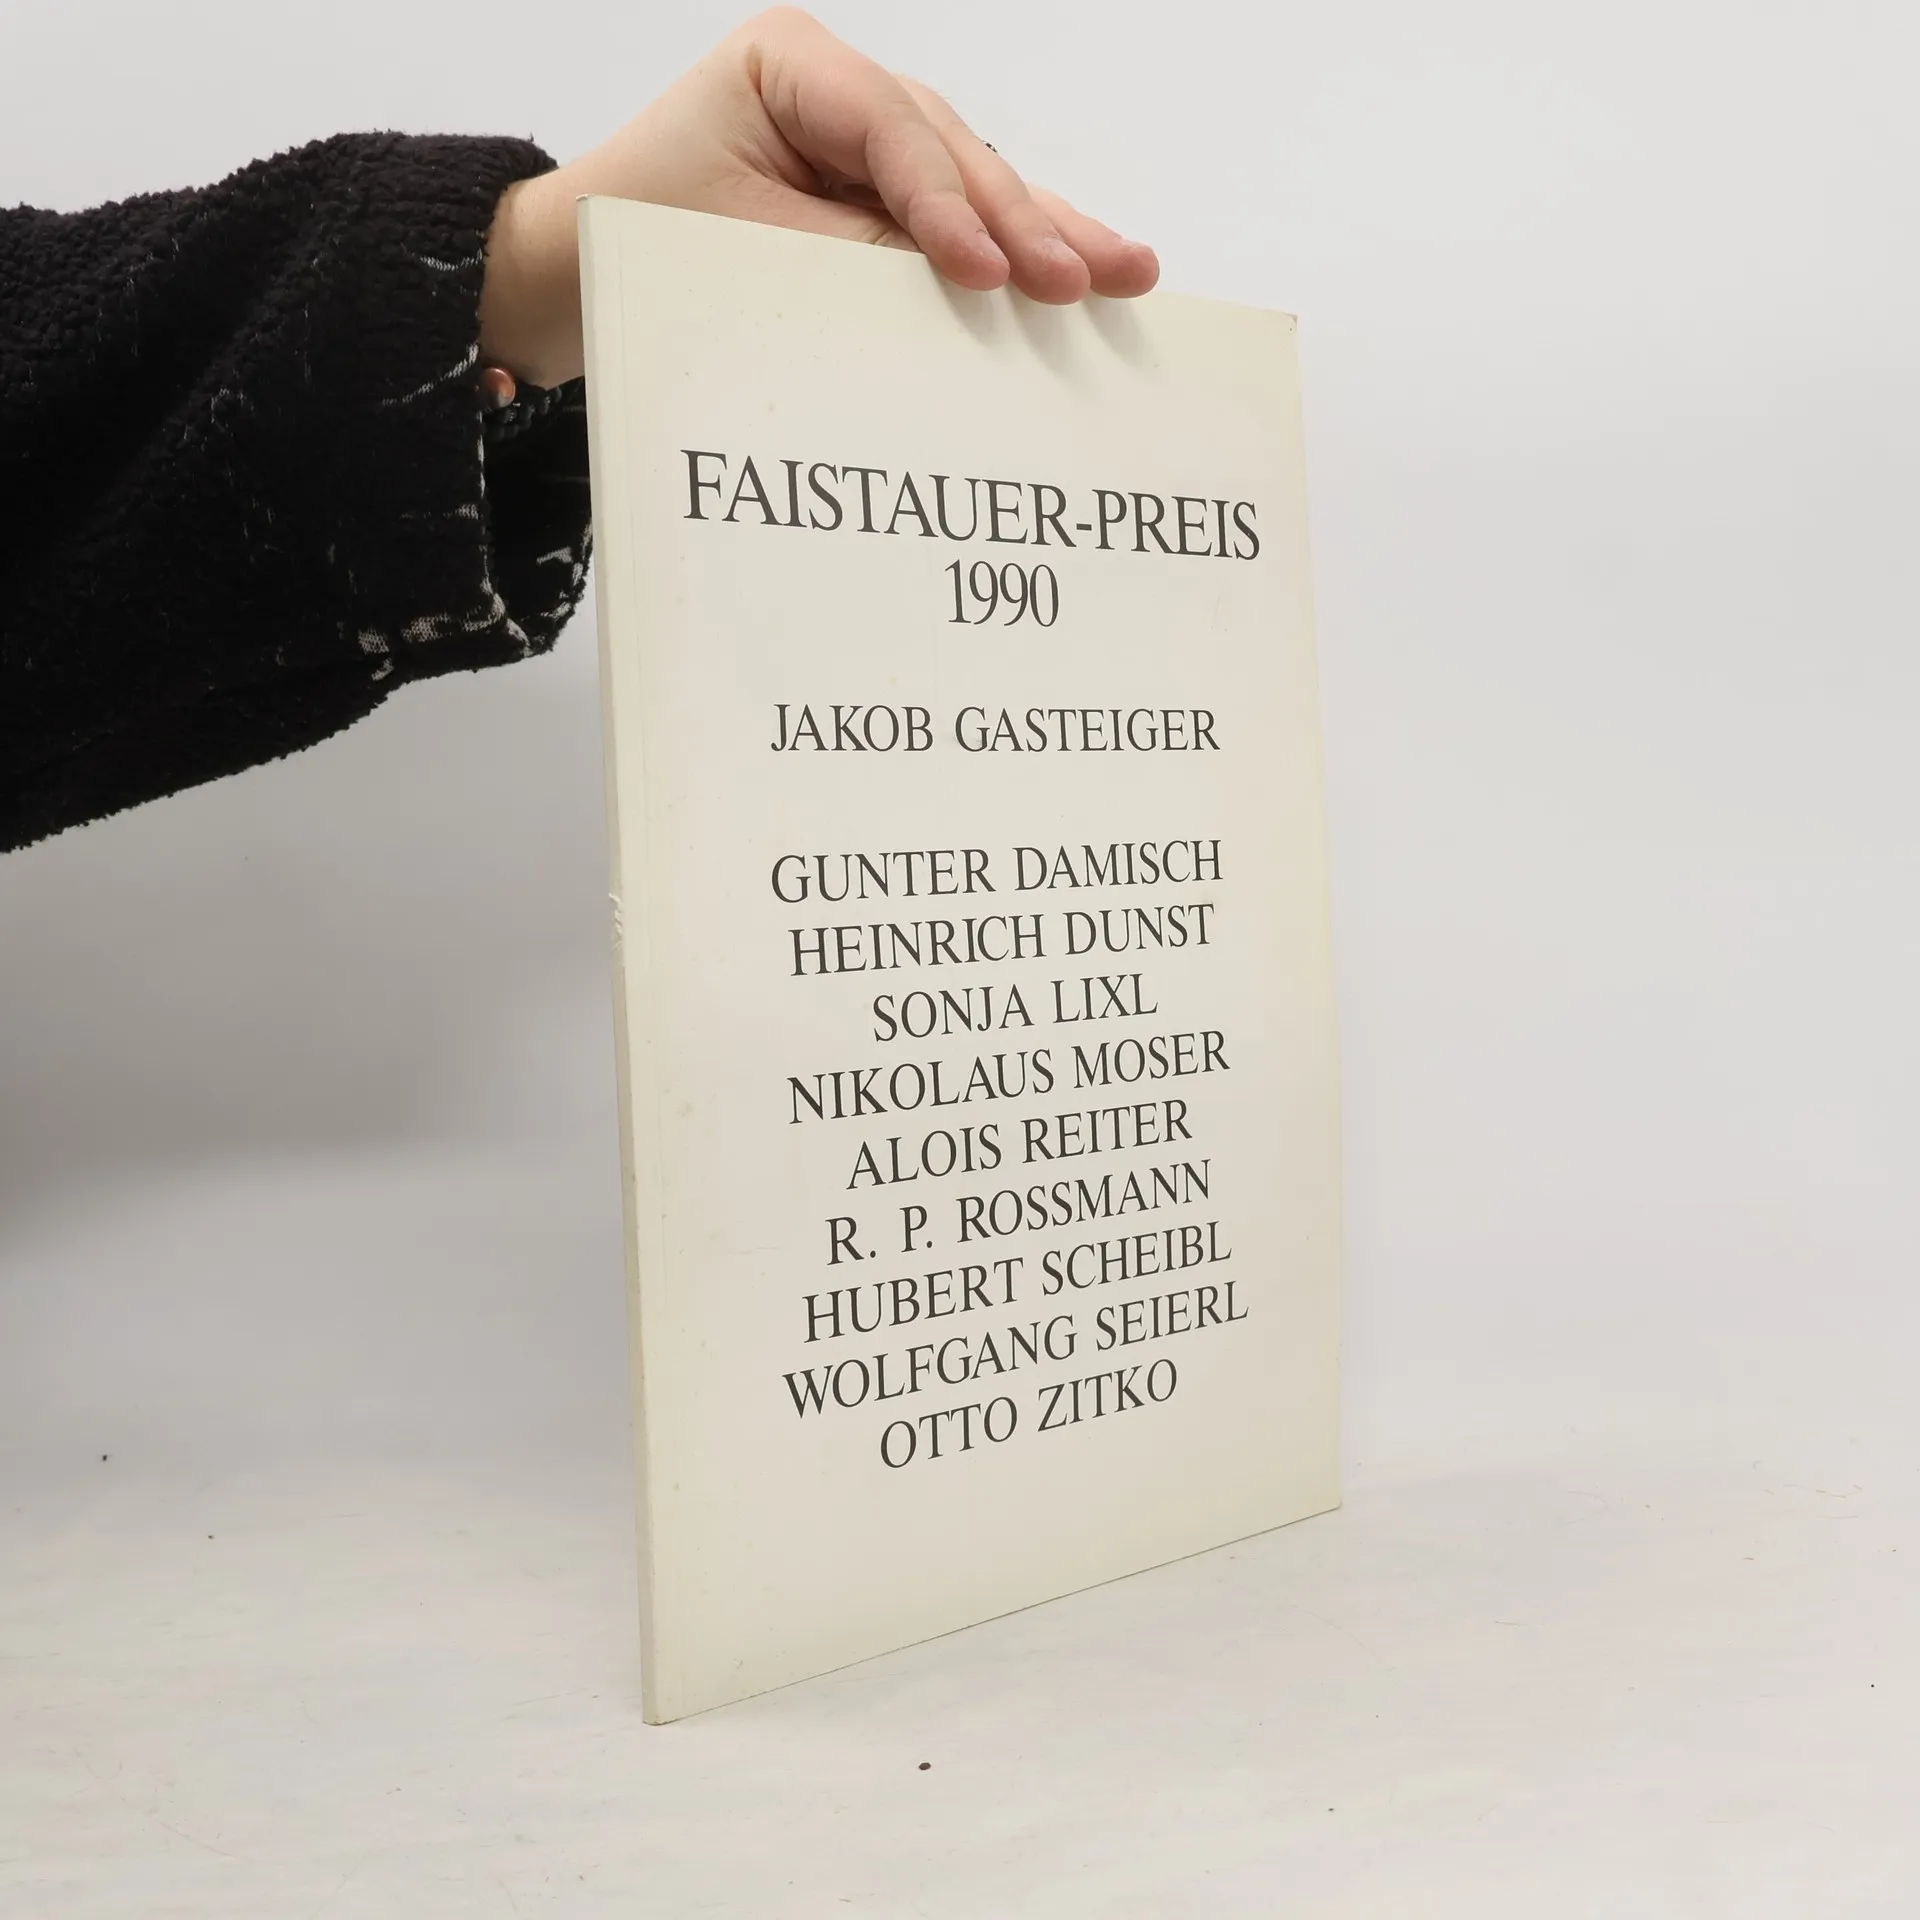 FAISTAUER-PREIS
1990
JAKOB GASTEIGER
GUNTER DAMISCH
HEINRICH DUNST
SONJA LIXL
NIKOLAUS MOSER
ALOIS REITER
R. P. ROSSMANN
HUBERT SCHEIBL
WOLFGANG SEIERL
OTTO ZITKO